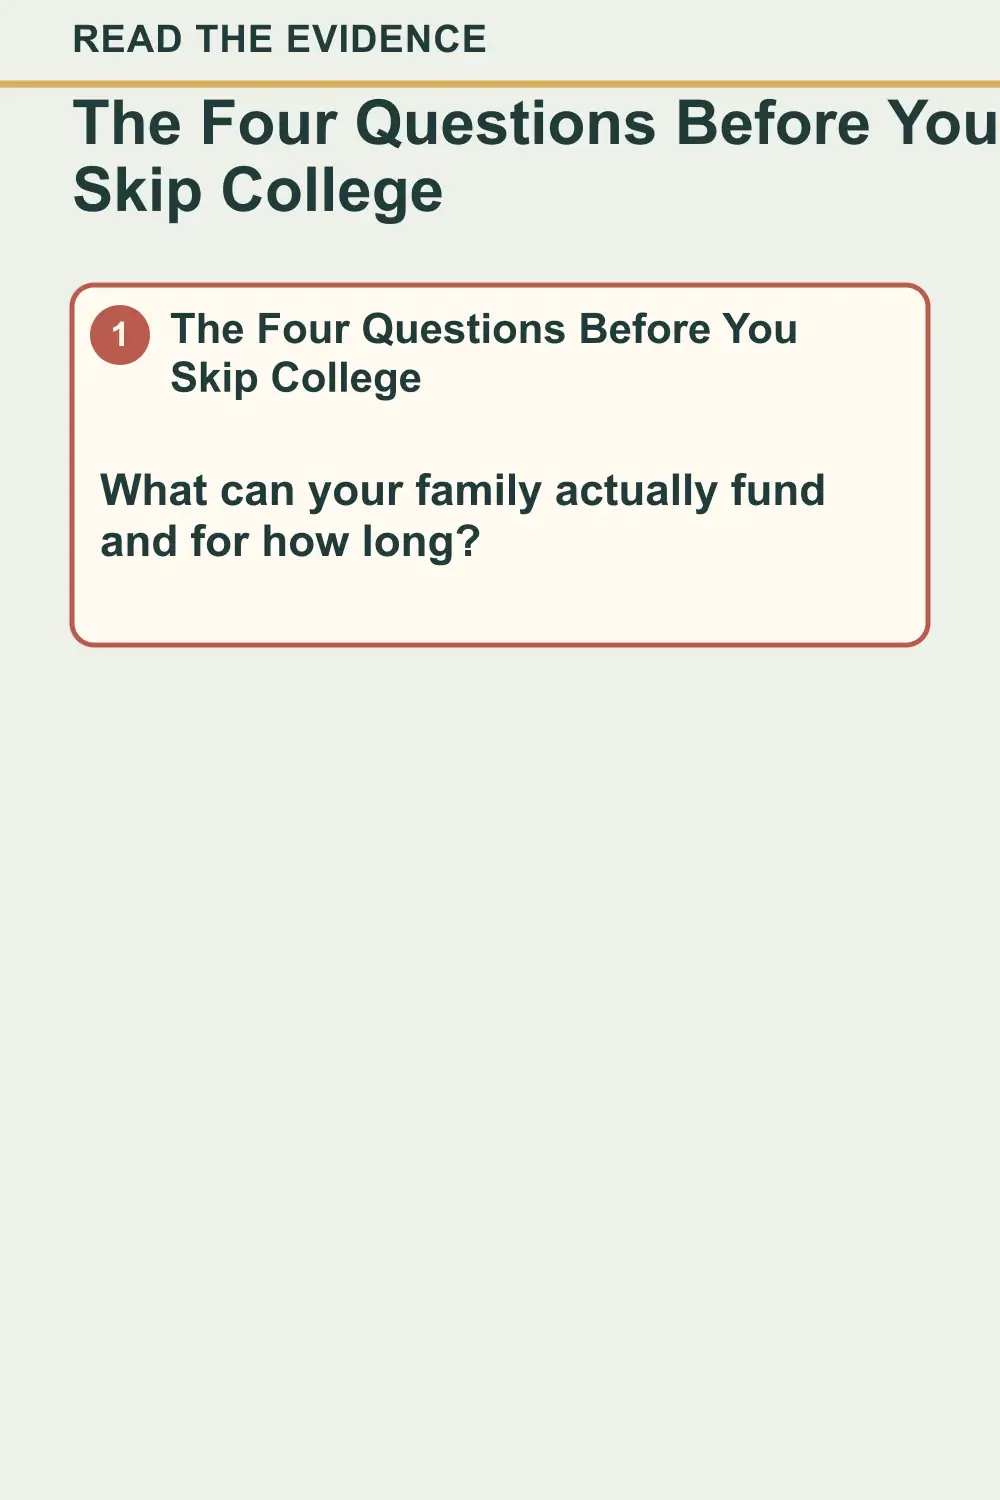 READ THE EVIDENCE
The Four Questions Before You
Skip College
1
The Four Questions Before You
Skip College
What can your family actually fund
and for how long?